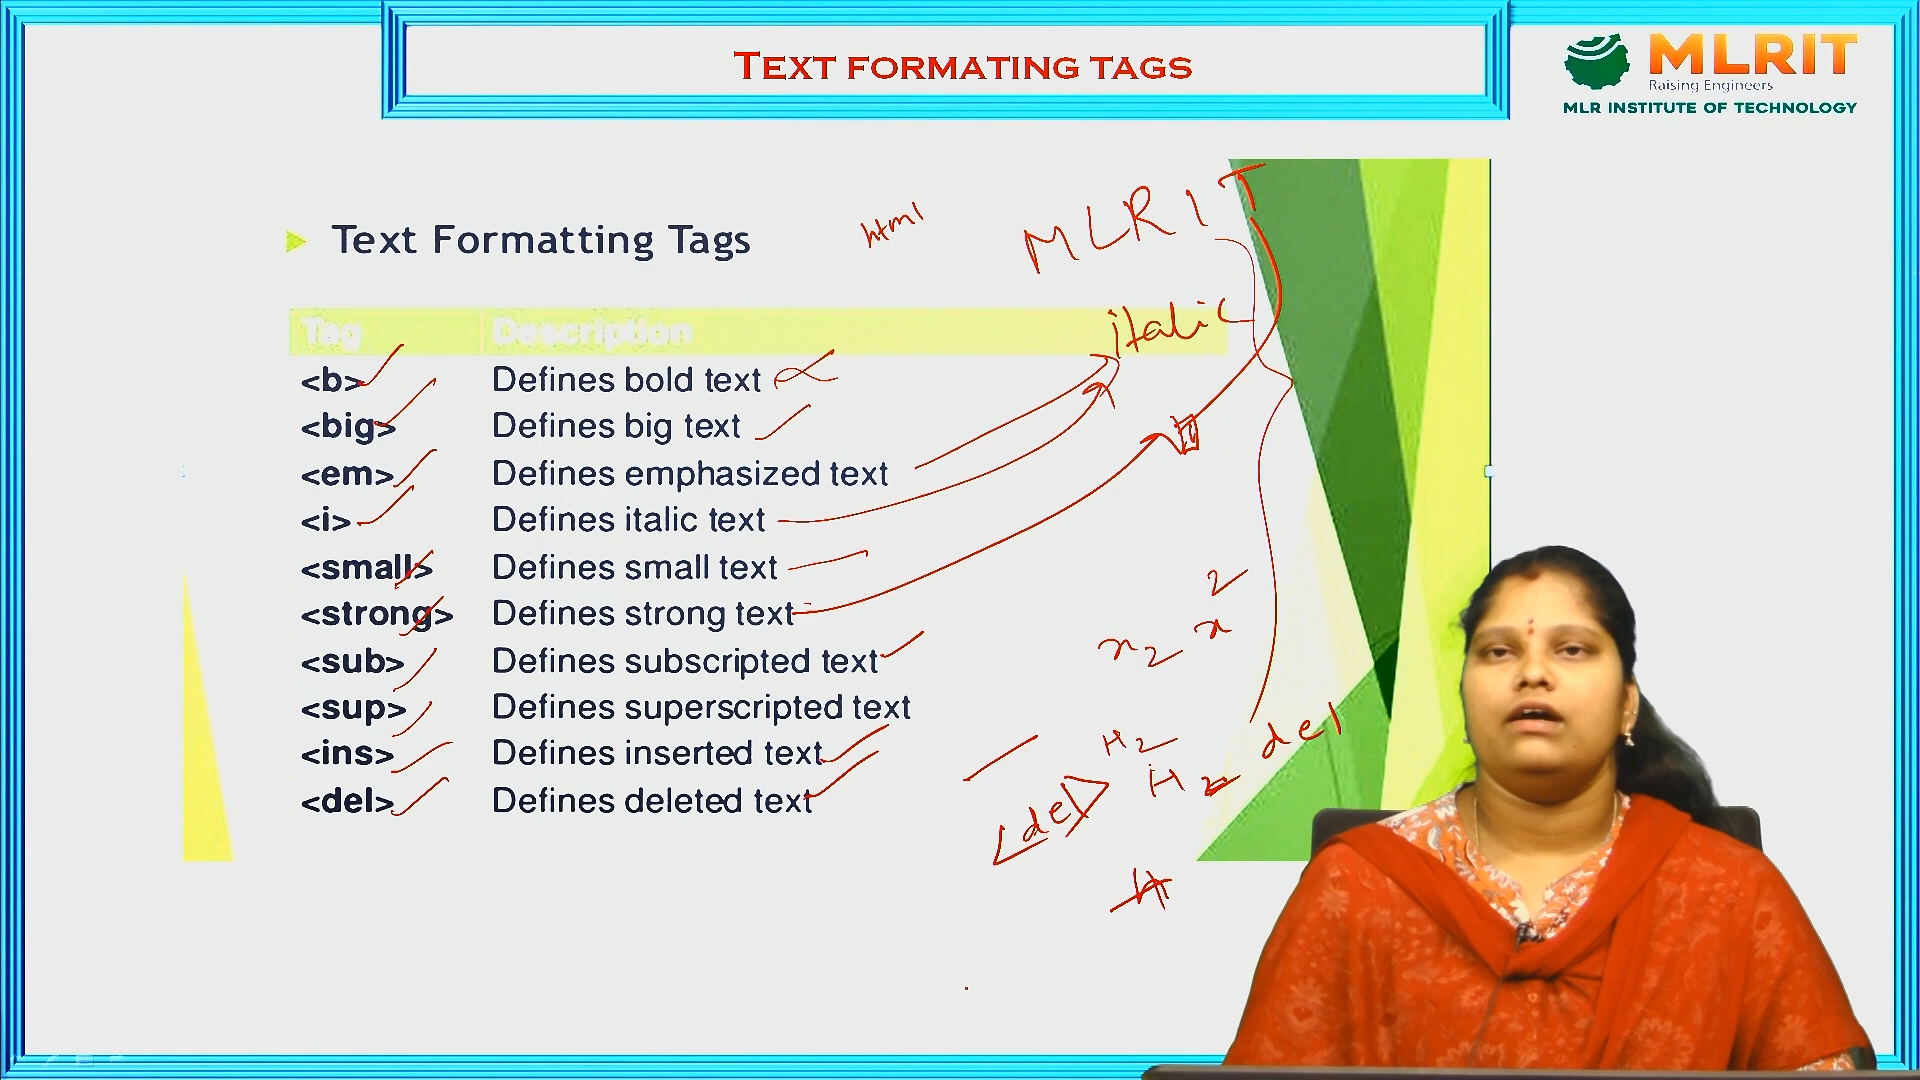 TEXT FORMATING TAGS
MLRIT
Raising Engineers
MLR INSTITUTE OF TECHNOLOGY
Text Formatting Tags
html
MLRIT
Tag Description
italic
<b> Defines bold text
<big> Defines big text
<em> Defines emphasized text
<i> Defines italic text
<small> Defines small text
<strong> Defines strong text
<sub> Defines subscripted text
<sup> Defines superscripted text
<ins> Defines inserted text
<del> Defines deleted text
x2 x2
H2
H2
del
<del>
H